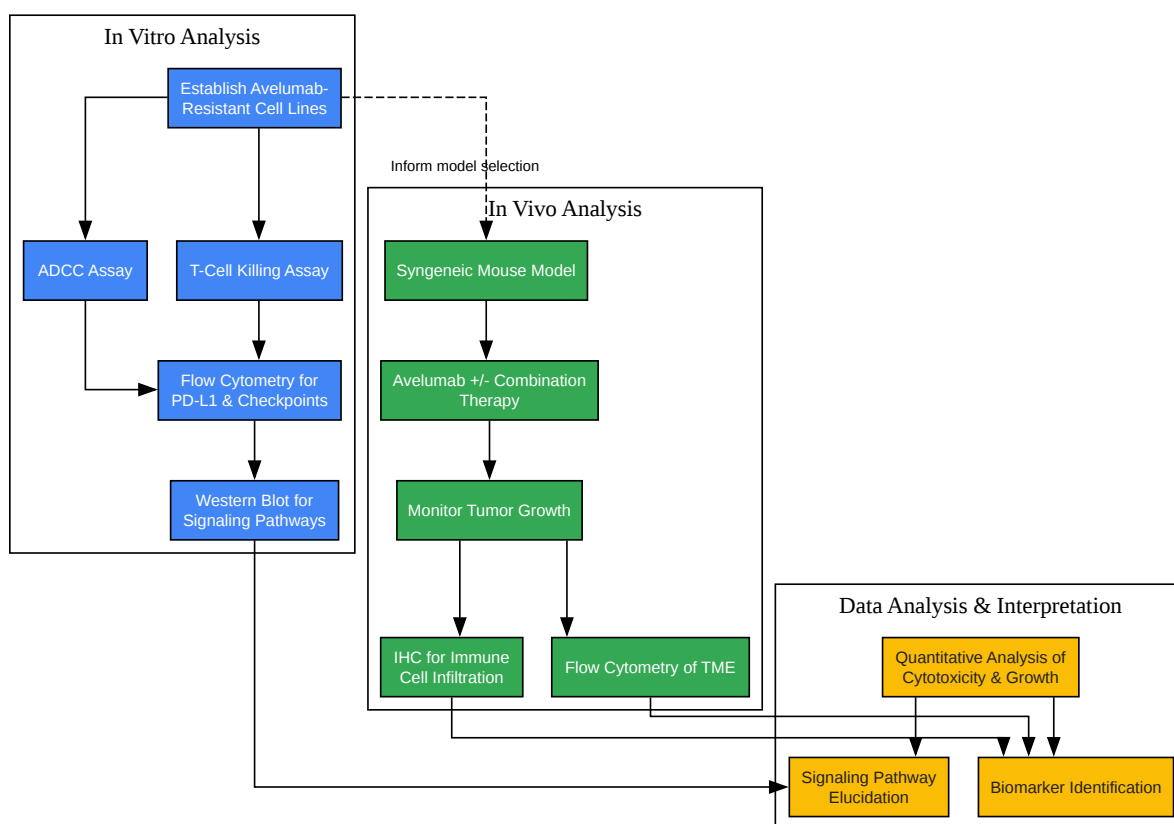 In Vitro Analysis
Establish Avelumab-
Resistant Cell Lines
Inform model selection
In Vivo Analysis
ADCC Assay
T-Cell Killing Assay
Syngeneic Mouse Model
Flow Cytometry for
PD-L1 & Checkpoints
Avelumab +/- Combination
Therapy
Western Blot for
Signaling Pathways
Monitor Tumor Growth
Data Analysis & Interpretation
IHC for Immune
Cell Infiltration
Flow Cytometry of TME
Quantitative Analysis of
Cytotoxicity & Growth
Signaling Pathway
Elucidation
Biomarker Identification